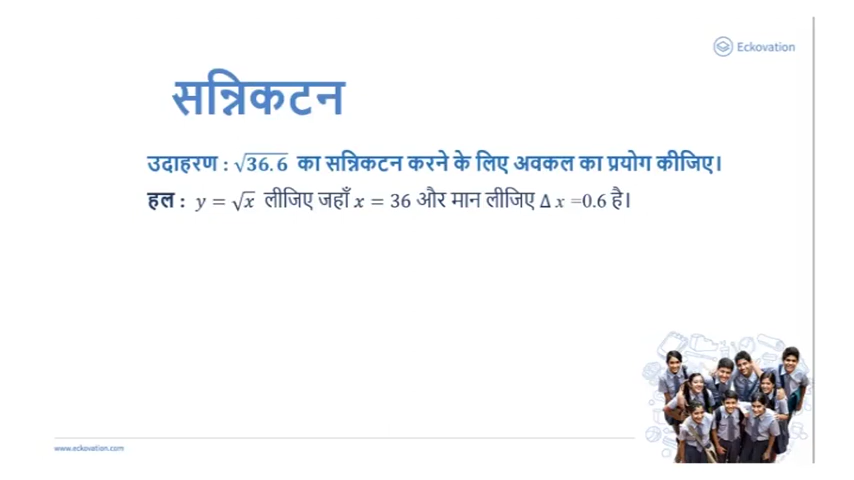 Eckovation
सन्निकटन
उदाहरण : √36.6 का सन्निकटन करने के लिए अवकल का प्रयोग कीजिए।
हल : y = √x लीजिए जहाँ x = 36 और मान लीजिए Δ x =0.6 है।
www.eckovation.com